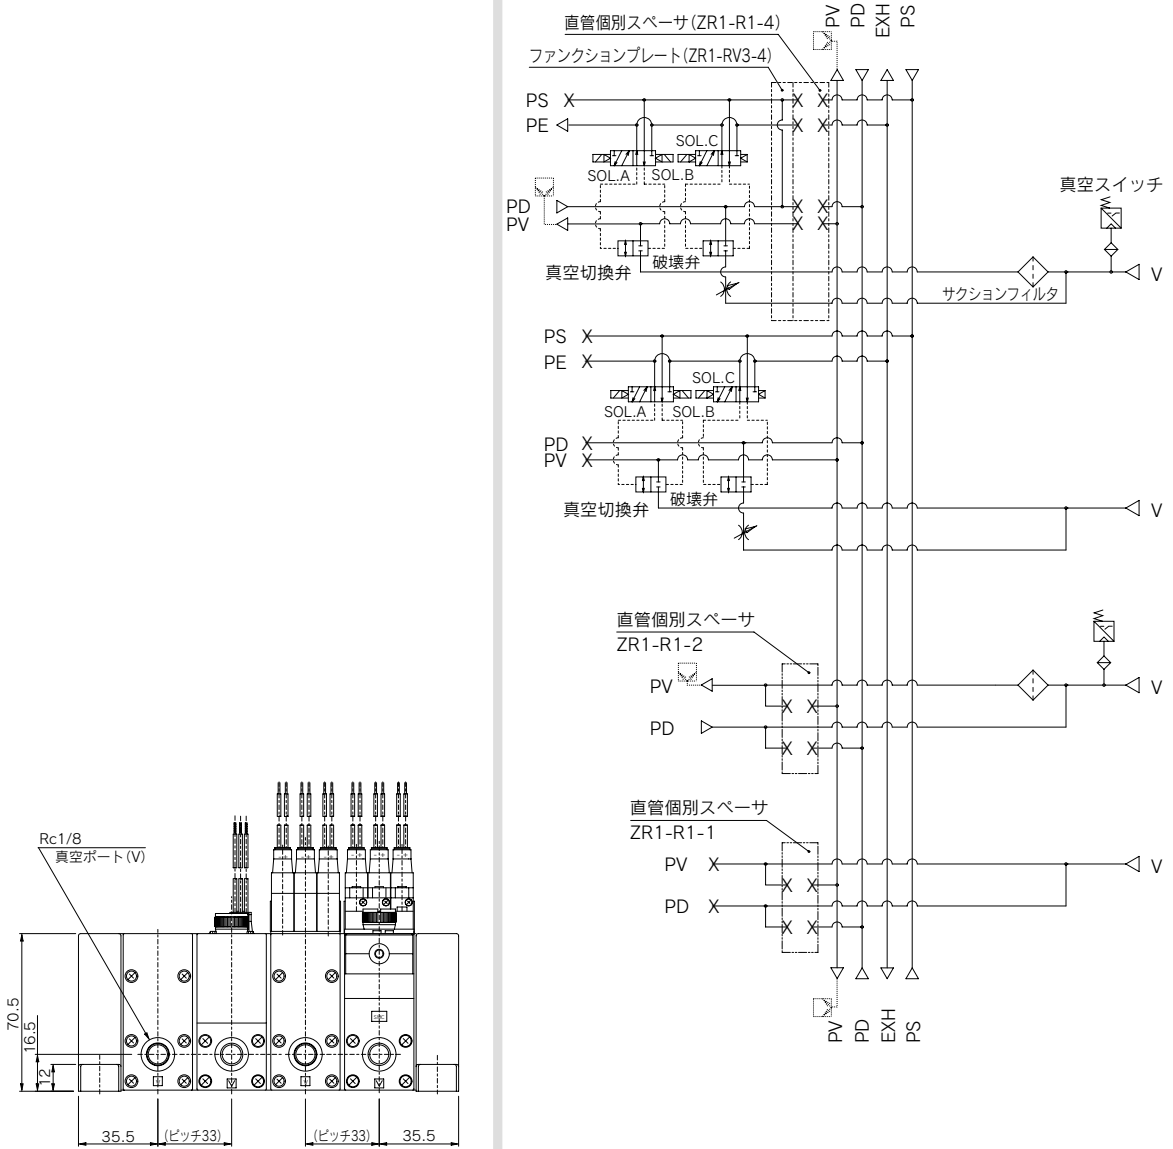 直管個別スペーサ(ZR1-R1-4)
ファンクションプレート(ZR1-RV3-4)
PV
PD
EXH
PS
PS
PE
SOL.C
SOL.A
SOL.B
PD
PV
真空スイッチ
真空切換弁
破壊弁
サクションフィルタ
V
PS
PE
SOL.C
SOL.A
SOL.B
PD
PV
真空切換弁
破壊弁
V
直管個別スペーサ
ZR1-R1-2
PV
PD
V
直管個別スペーサ
ZR1-R1-1
PV
PD
V
PV
PD
EXH
PS
Rc1/8
真空ポート(V)
70.5
16.5
12
V
V
35.5
(ピッチ33)
(ピッチ33)
35.5